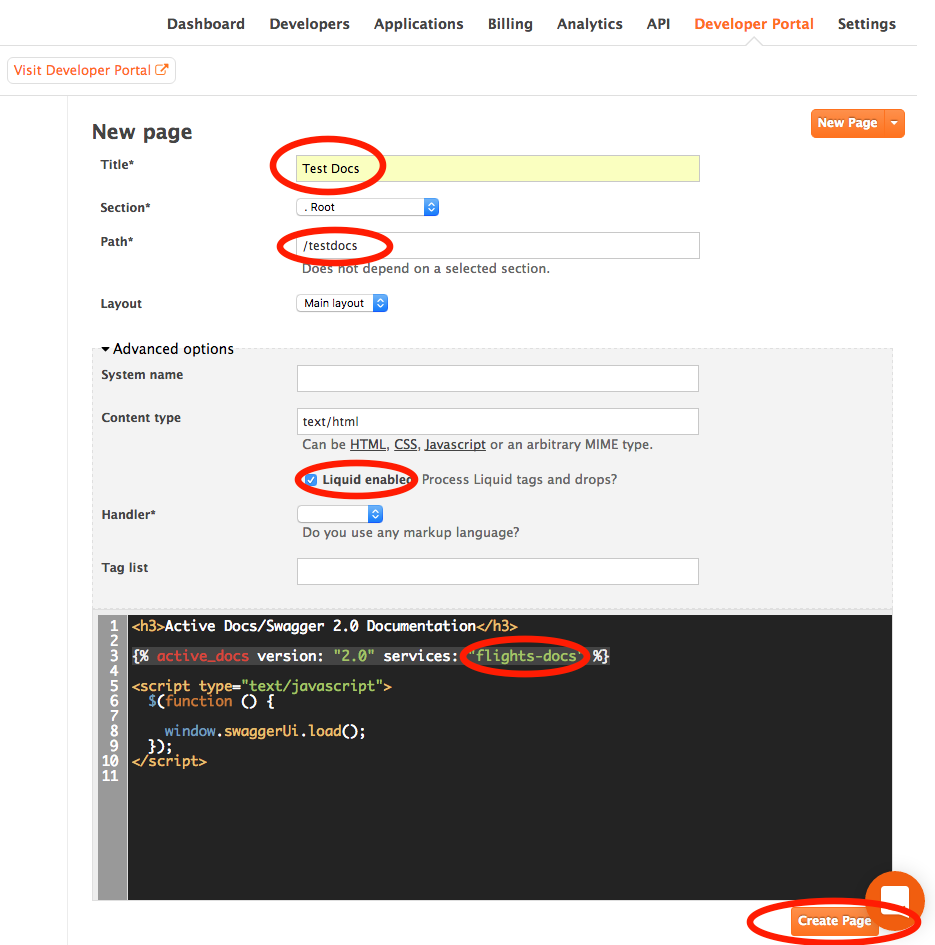 Dashboard Developers Applications Billing Analytics API Developer Portal Settings
Visit Developer Portal
New page
New Page
Title*
Test Docs
Section*
. Root
Path*
/testdocs
Does not depend on a selected section.
Layout
Main layout
Advanced options
System name
Content type
text/html
Can be HTML, CSS, Javascript or an arbitrary MIME type.
Liquid enabled Process Liquid tags and drops?
Handler*
Do you use any markup language?
Tag list
1 <h3>Active Docs/Swagger 2.0 Documentation</h3>
2
3 {% active_docs version: "2.0" services: "flights-docs" %}
4
5 <script type="text/javascript">
6 $(function () {
7
8 window.swaggerUi.load();
9 });
10 </script>
11
Create Page